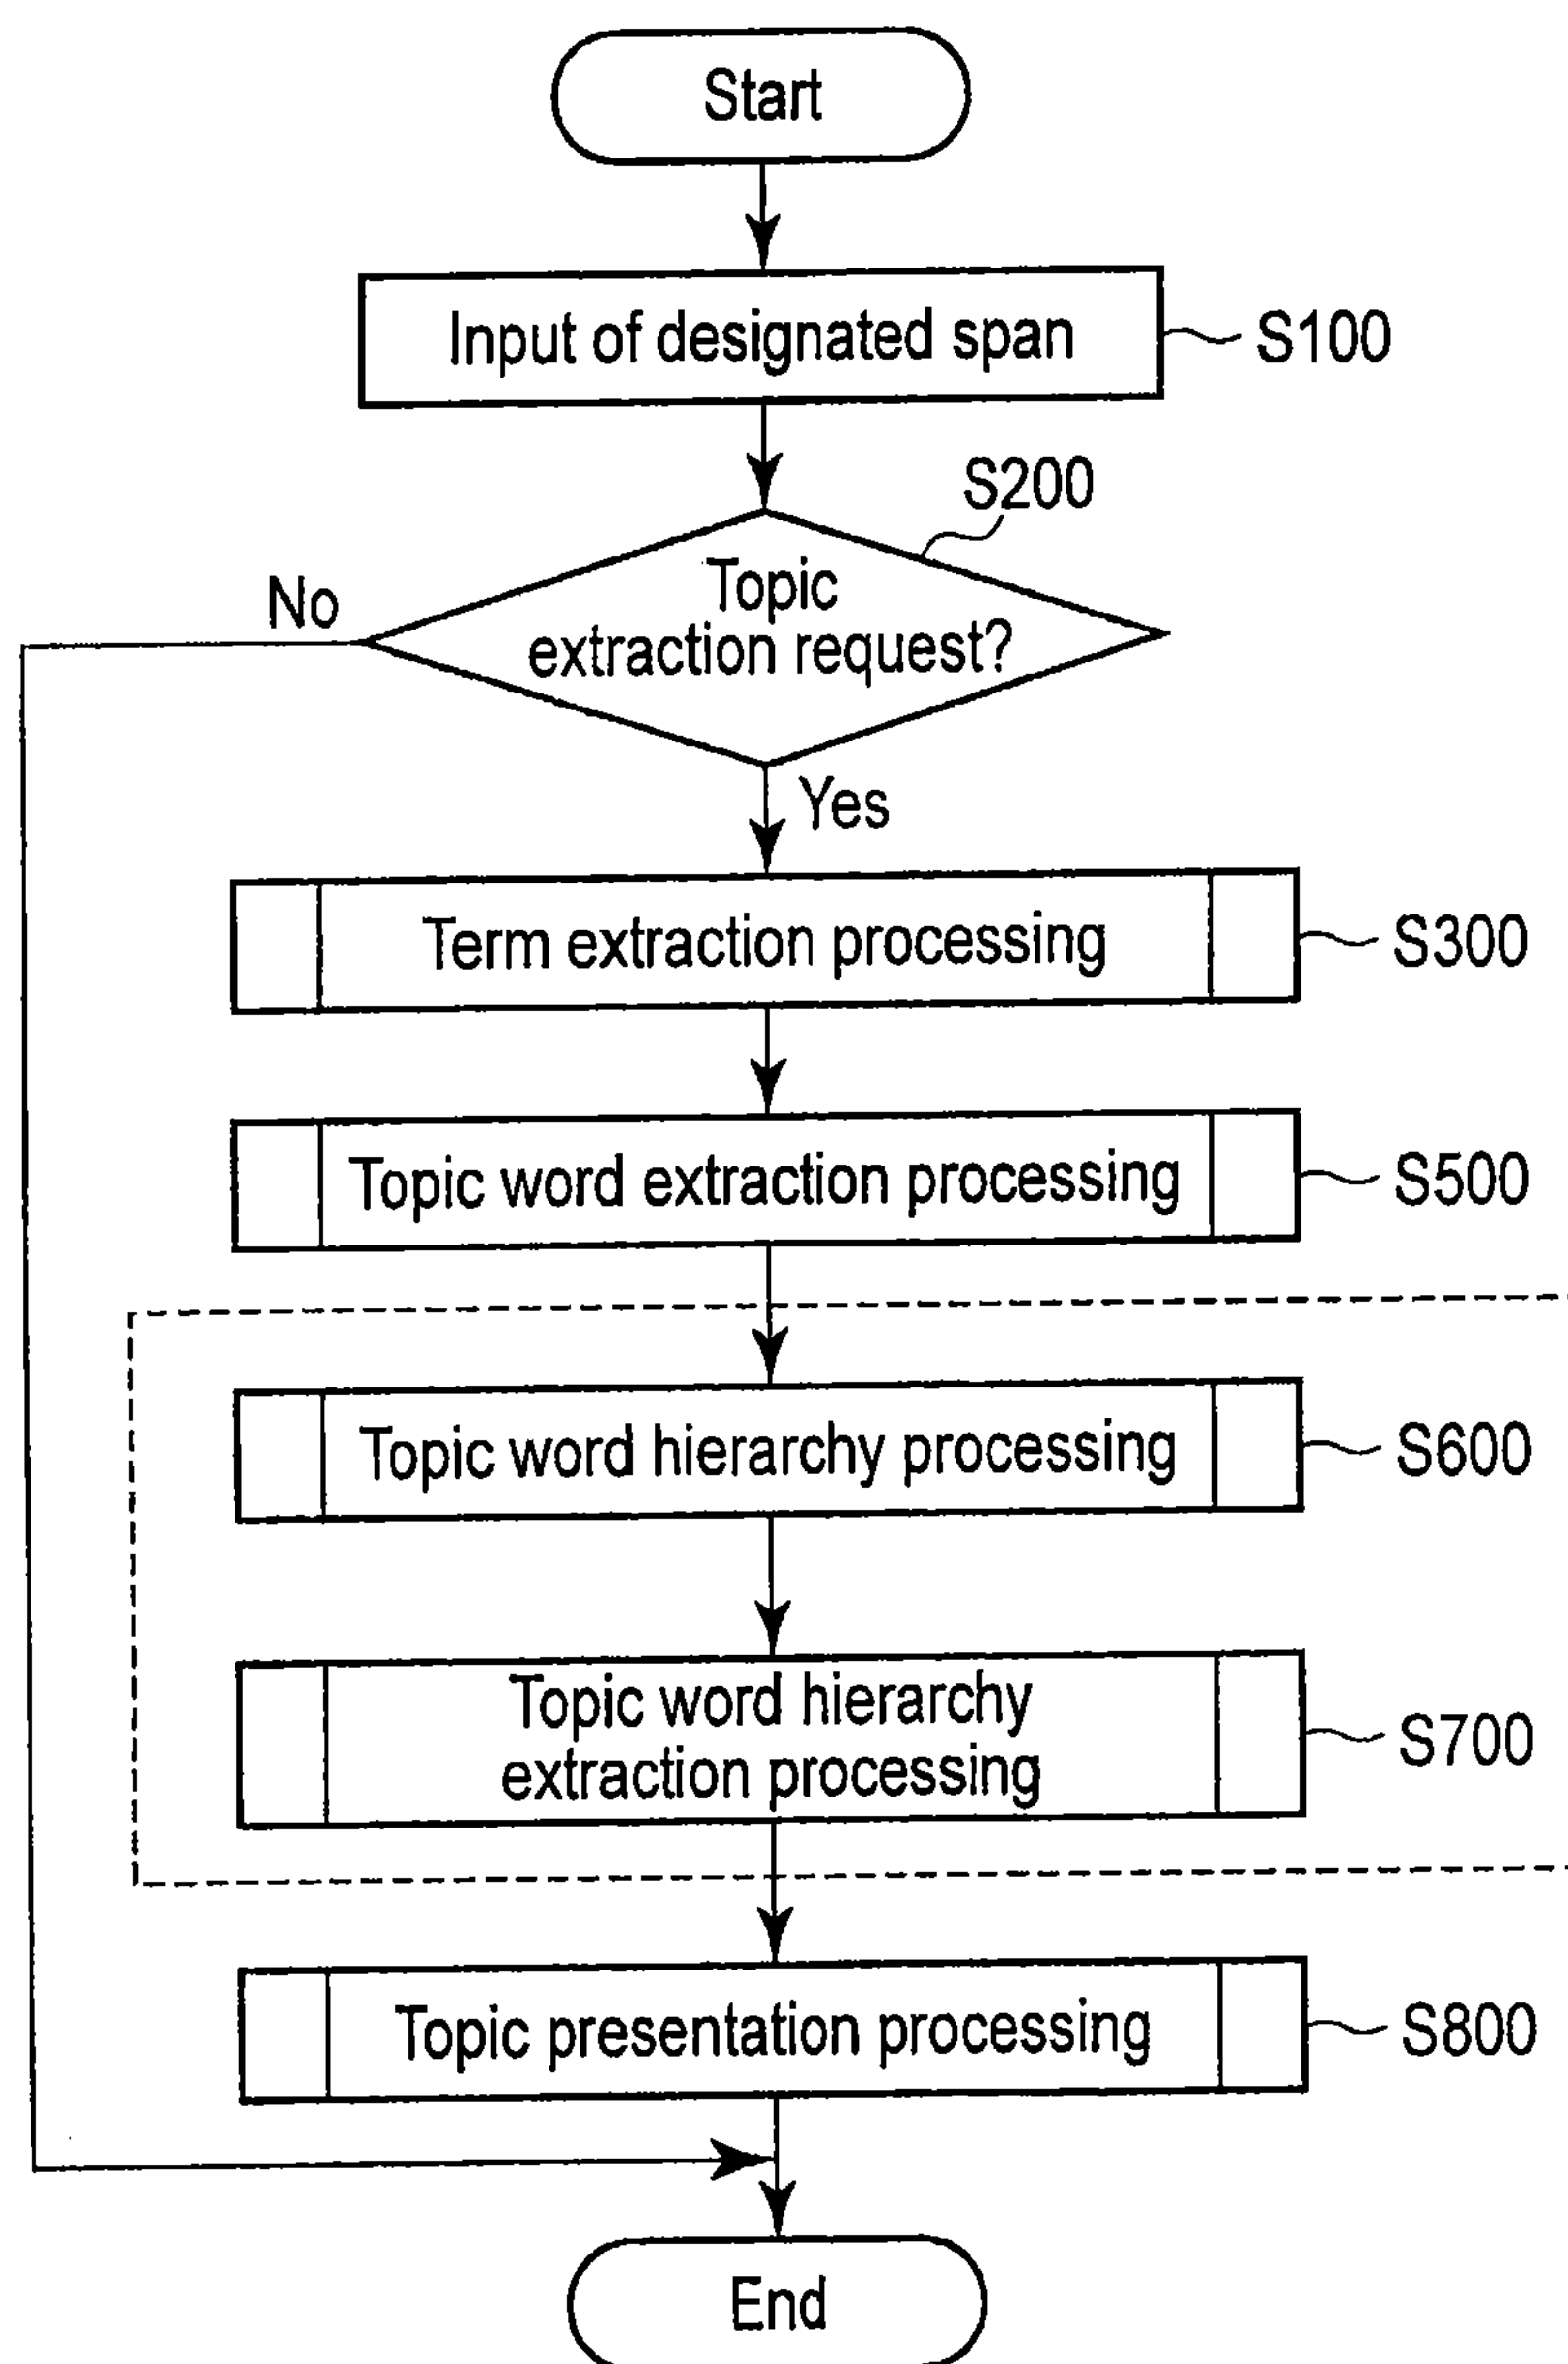 Start
Input of designated span
S100
S200
Topic
extraction request?
No
Yes
Term extraction processing
S300
Topic word extraction processing
S500
Topic word hierarchy processing
S600
Topic word hierarchy
extraction processing
S700
Topic presentation processing
S800
End